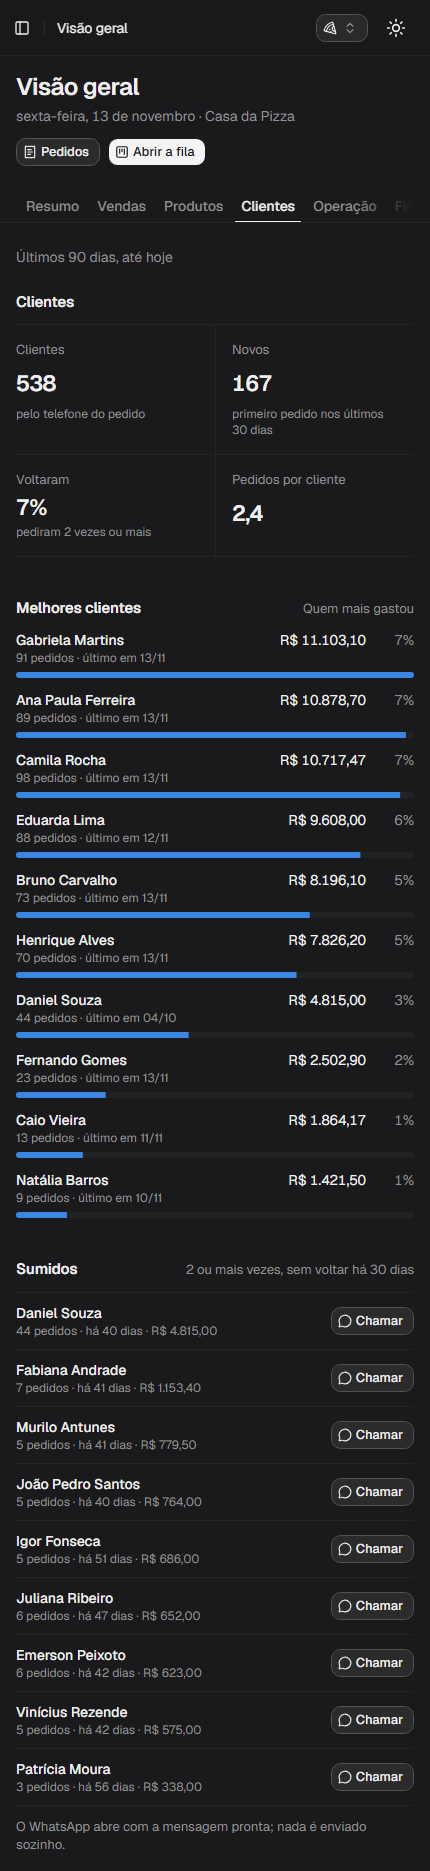 Visão geral
Visão geral
sexta-feira, 13 de novembro · Casa da Pizza
Pedidos
Abrir a fila
Resumo Vendas Produtos Clientes Operação
Últimos 90 dias, até hoje
Clientes
Clientes
538
pelo telefone do pedido
Novos
167
primeiro pedido nos últimos
30 dias
Voltaram
7%
pediram 2 vezes ou mais
Pedidos por cliente
2,4
Melhores clientes Quem mais gastou
Gabriela Martins R$ 11.103,10 7%
91 pedidos · último em 13/11
Ana Paula Ferreira R$ 10.878,70 7%
89 pedidos · último em 13/11
Camila Rocha R$ 10.717,47 7%
98 pedidos · último em 13/11
Eduarda Lima R$ 9.608,00 6%
88 pedidos · último em 12/11
Bruno Carvalho R$ 8.196,10 5%
73 pedidos · último em 13/11
Henrique Alves R$ 7.826,20 5%
70 pedidos · último em 13/11
Daniel Souza R$ 4.815,00 3%
44 pedidos · último em 04/10
Fernando Gomes R$ 2.502,90 2%
23 pedidos · último em 13/11
Caio Vieira R$ 1.864,17 1%
13 pedidos · último em 11/11
Natália Barros R$ 1.421,50 1%
9 pedidos · último em 10/11
Sumidos 2 ou mais vezes, sem voltar há 30 dias
Daniel Souza
44 pedidos · há 40 dias · R$ 4.815,00
Chamar
Fabiana Andrade
7 pedidos · há 41 dias · R$ 1.153,40
Chamar
Murilo Antunes
5 pedidos · há 41 dias · R$ 779,50
Chamar
João Pedro Santos
5 pedidos · há 40 dias · R$ 764,00
Chamar
Igor Fonseca
5 pedidos · há 51 dias · R$ 686,00
Chamar
Juliana Ribeiro
6 pedidos · há 47 dias · R$ 652,00
Chamar
Emerson Peixoto
6 pedidos · há 42 dias · R$ 623,00
Chamar
Vinícius Rezende
5 pedidos · há 42 dias · R$ 575,00
Chamar
Patrícia Moura
3 pedidos · há 56 dias · R$ 338,00
Chamar
O WhatsApp abre com a mensagem pronta; nada é enviado
sozinho.